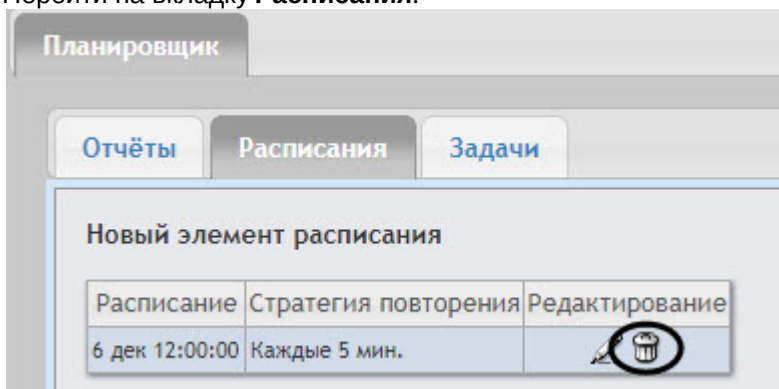 Перейти на вкладку Расписания.
Планировщик
Отчёты Расписания Задачи
Новый элемент расписания
Расписание Стратегия повторения Редактирование
6 дек 12:00:00 Каждые 5 мин.